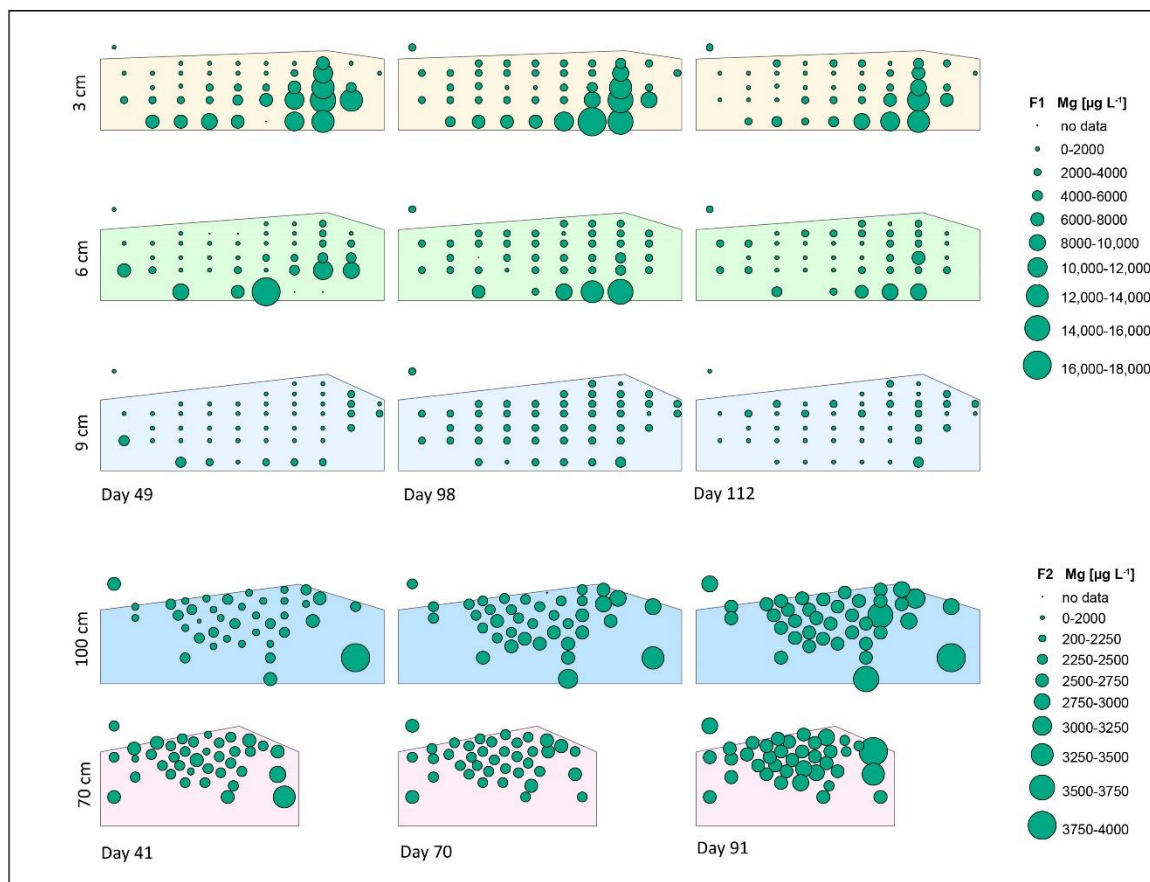 3 cm
F1 Mg [µg L⁻¹]
no data
0-2000
2000-4000
4000-6000
6000-8000
8000-10,000
10,000-12,000
12,000-14,000
14,000-16,000
16,000-18,000
6 cm
9 cm
Day 49 Day 98 Day 112
100 cm
F2 Mg [µg L⁻¹]
no data
0-2000
200-2250
2250-2500
2500-2750
2750-3000
3000-3250
3250-3500
3500-3750
3750-4000
70 cm
Day 41 Day 70 Day 91